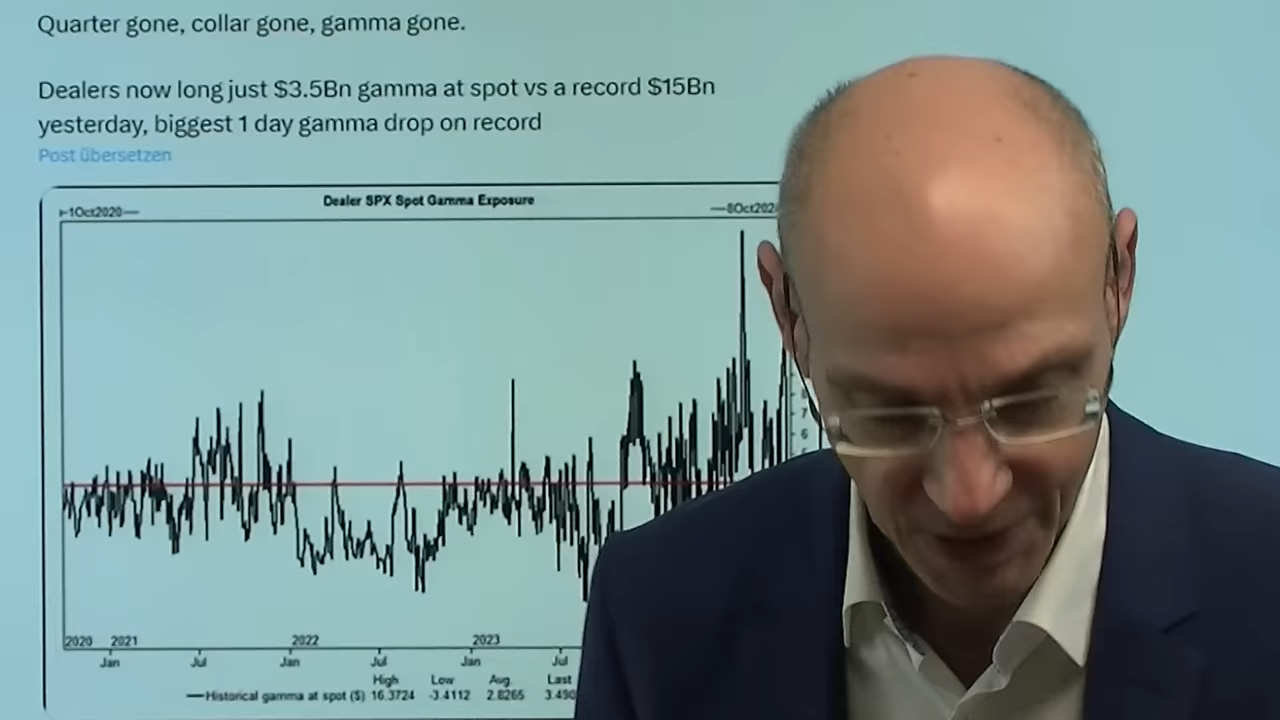 Quarter gone, collar gone, gamma gone.
Dealers now long just $3.5Bn gamma at spot vs a record $15Bn
yesterday, biggest 1 day gamma drop on record
Post übersetzen
Dealer SPX Spot Gamma Exposure
1Oct2020
8Oct202
7
6
2020 2021 2022 2023
Jan Jul Jan Jul Jan Jul
High Low Avg. Last
Historical gamma at spot ($) 16.3724 -3.4112 2.8265 3.490